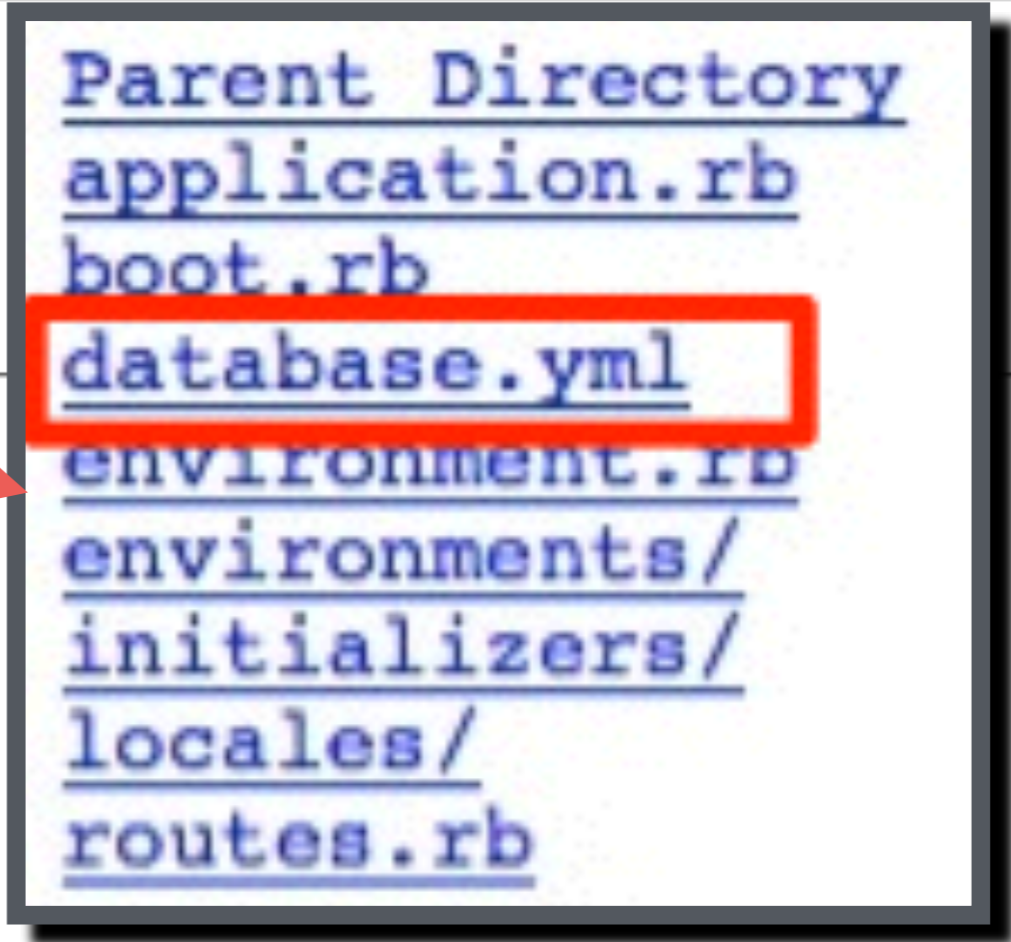 Parent Directory
application.rb
boot.rb
database.yml
environment.rb
environments/
initializers/
locales/
routes.rb